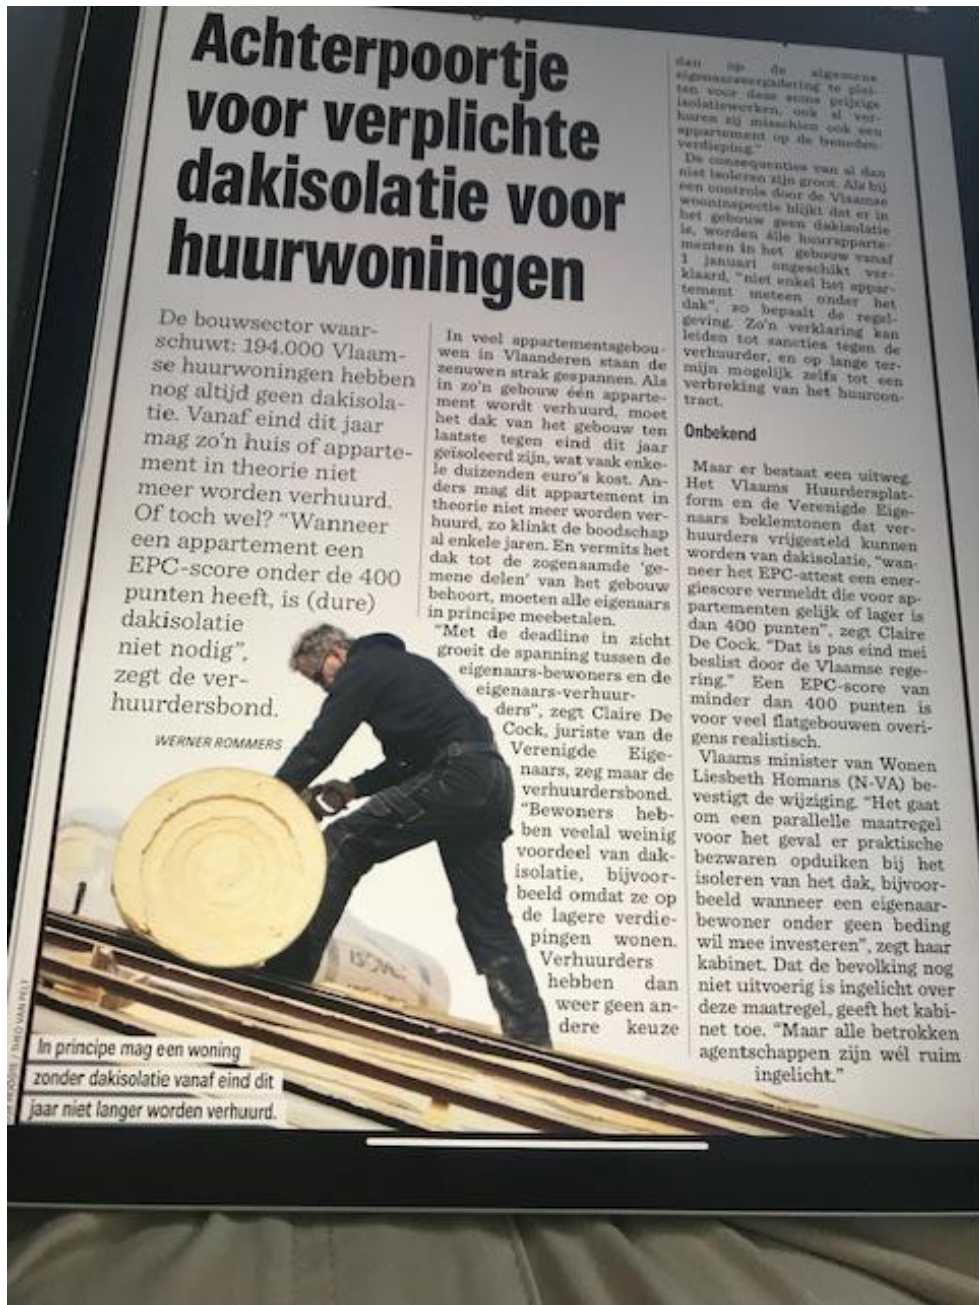 Achterpoortje
voor verplichte
dakisolatie voor
huurwoningen
De bouwsector waar-
schuwt: 194.000 Vlaam-
se huurwoningen hebben
nog altijd geen dakisola-
tie. Vanaf eind dit jaar
mag zo'n huis of apparte-
ment in theorie niet
meer worden verhuurd.
Of toch wel? “Wanneer
een appartement een
EPC-score onder de 400
punten heeft, is (dure)
dakisolatie
niet nodig”,
zegt de ver-
huurdersbond.
WERNER ROMMERS
In veel appartementsgebou-
wen in Vlaanderen staan de
zenuwen strak gespannen. Als
in zo'n gebouw één apparte-
ment wordt verhuurd, moet
het dak van het gebouw ten
laatste tegen eind dit jaar
geïsoleerd zijn, wat vaak enke-
le duizenden euro's kost. An-
ders mag dit appartement in
theorie niet meer worden ver-
huurd, zo klinkt de boodschap
al enkele jaren. En vermits het
dak tot de zogenaamde ‘ge-
mene delen’ van het gebouw
behoort, moeten alle eigenaars
in principe meebetalen.
“Met de deadline in zicht
groeit de spanning tussen de
eigenaars-bewoners en de
eigenaars-verhuur-
ders”, zegt Claire De
Cock, juriste van de
Verenigde Eige-
naars, zeg maar de
verhuurdersbond.
“Bewoners heb-
ben veelal weinig
voordeel van dak-
isolatie, bijvoor-
beeld omdat ze op
de lagere verdie-
pingen wonen.
Verhuurders
hebben dan
weer geen an-
dere keuze
dan op de algemene
eigenaarsvergadering te plei-
ten voor deze soms prijzige
isolatiewerken, ook al ver-
huren zij misschien ook een
appartement op de beneden-
verdieping.”
De consequenties van al dan
niet isoleren zijn groot. Als bij
een controle door de Vlaamse
wooninspectie blijkt dat er in
het gebouw geen dakisolatie
is, worden álle huurapparte-
menten in het gebouw vanaf
1 januari ongeschikt ver-
klaard, “niet enkel het appar-
tement meteen onder het
dak”, zo bepaalt de regel-
geving. Zo'n verklaring kan
leiden tot sancties tegen de
verhuurder, en op lange ter-
mijn mogelijk zelfs tot een
verbreking van het huurcon-
tract.
Onbekend
Maar er bestaat een uitweg.
Het Vlaams Huurdersplat-
form en de Verenigde Eige-
naars beklemtonen dat ver-
huurders vrijgesteld kunnen
worden van dakisolatie, “wan-
neer het EPC-attest een ener-
giescore vermeldt die voor ap-
partementen gelijk of lager is
dan 400 punten”, zegt Claire
De Cock. “Dat is pas eind mei
beslist door de Vlaamse rege-
ring.” Een EPC-score van
minder dan 400 punten is
voor veel flatgebouwen overi-
gens realistisch.
Vlaams minister van Wonen
Liesbeth Homans (N-VA) be-
vestigt de wijziging. “Het gaat
om een parallelle maatregel
voor het geval er praktische
bezwaren opduiken bij het
isoleren van het dak, bijvoor-
beeld wanneer een eigenaar-
bewoner onder geen beding
wil mee investeren”, zegt haar
kabinet. Dat de bevolking nog
niet uitvoerig is ingelicht over
deze maatregel, geeft het kabi-
net toe. “Maar alle betrokken
agentschappen zijn wél ruim
ingelicht.”
ISOVER
THEO VAN PELT
In principe mag een woning
zonder dakisolatie vanaf eind dit
jaar niet langer worden verhuurd.